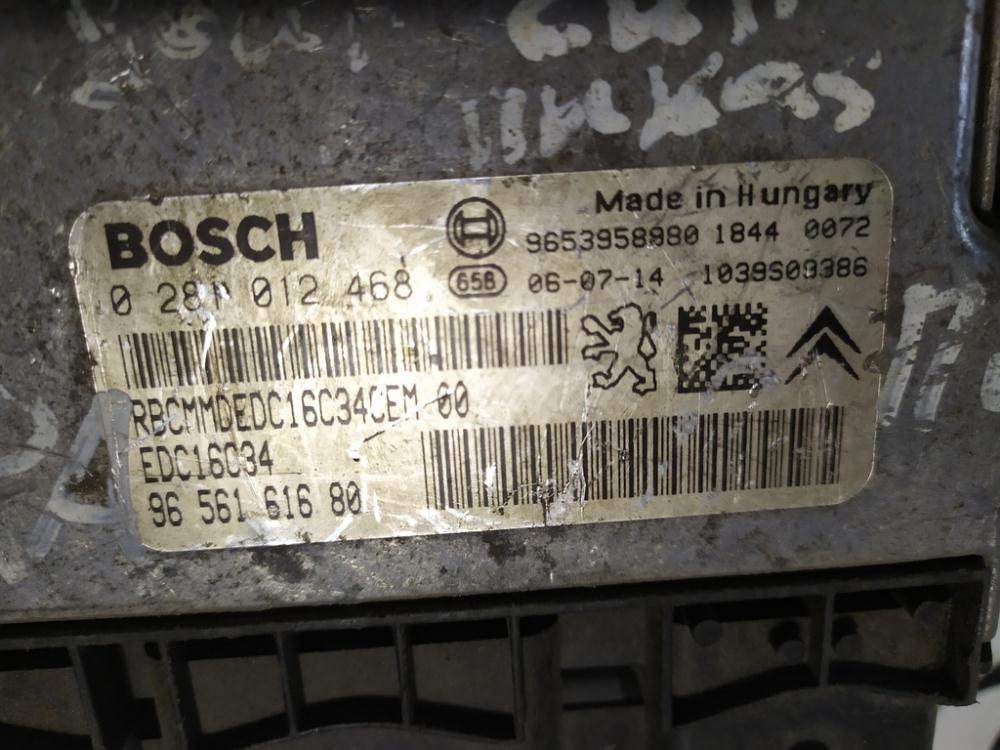 BOSCH
0 281 012 468
Made in Hungary
9653958980 1844 0072
658 06-07-14 1039S09386
RBCMMDEDC16C34CEM 00
EDC16C34
96 561 616 80